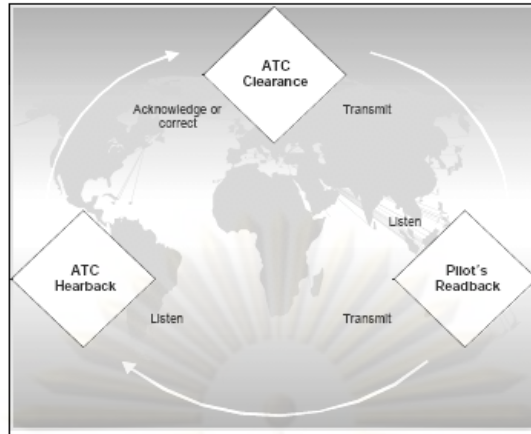 ATC
Clearance
Acknowledge or
correct
Transmit
Listen
ATC
Hearback
Pilot´s
Readback
Listen
Transmit